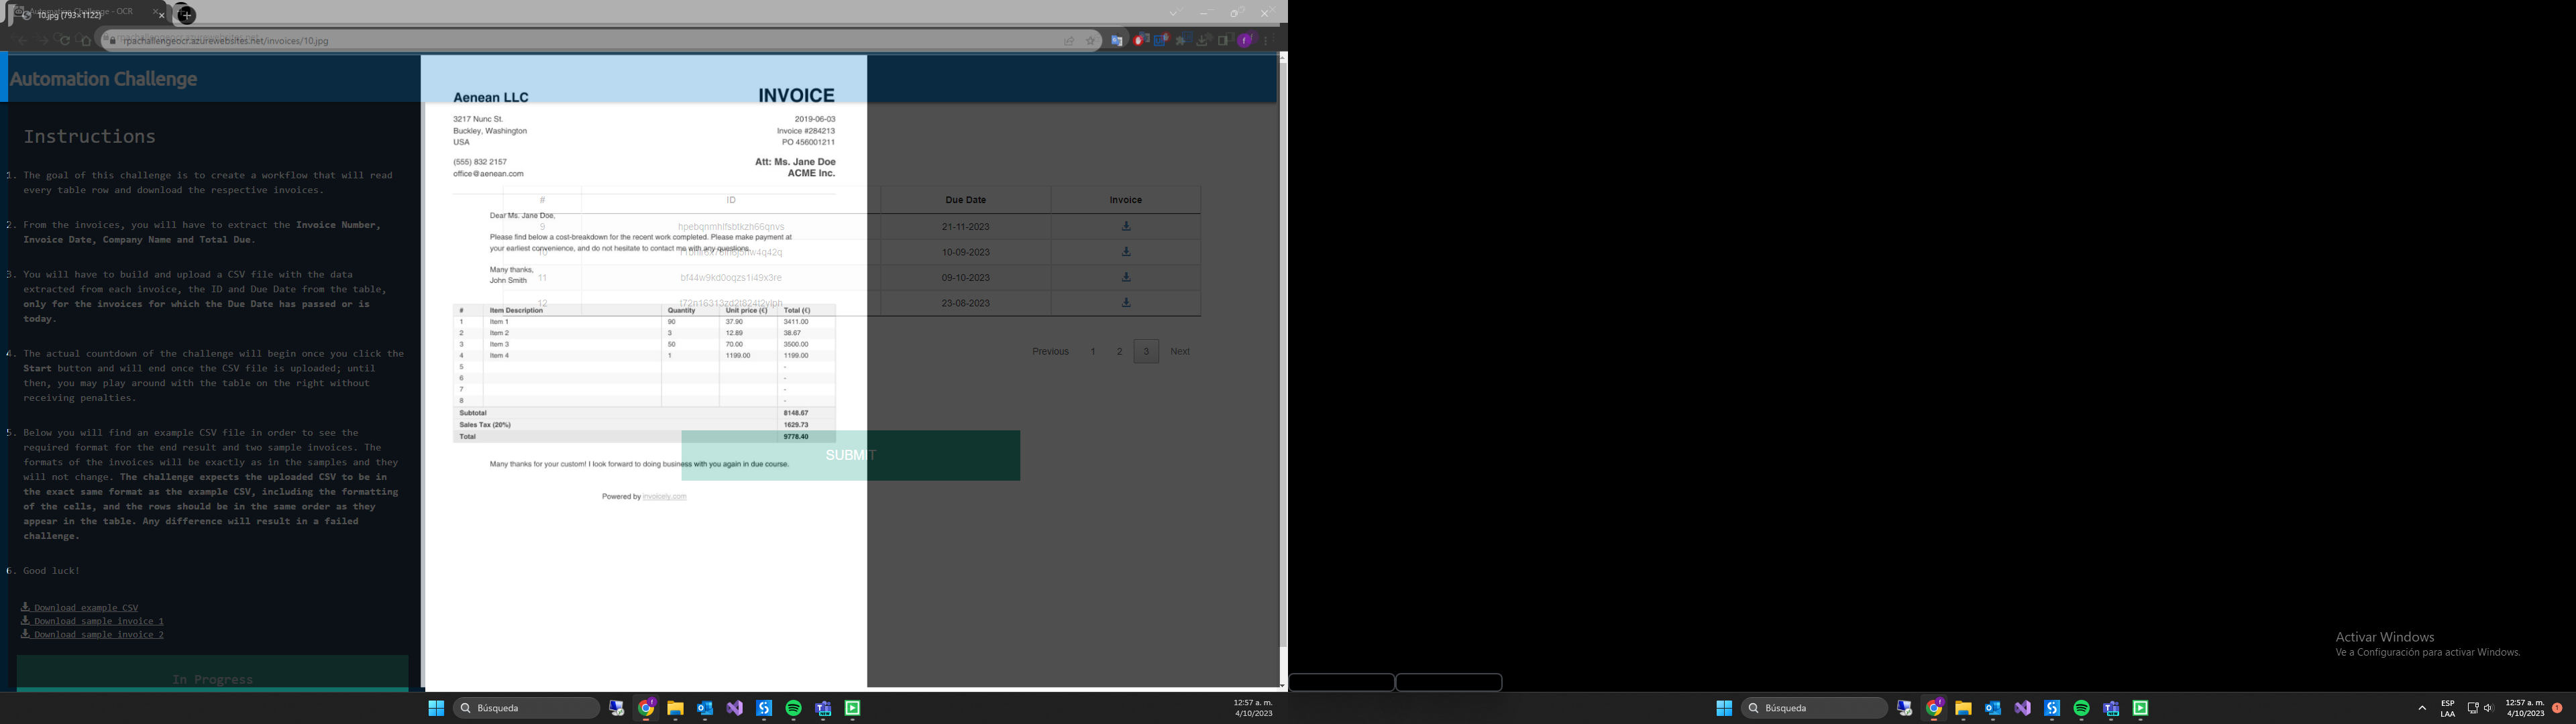 10.jpg (793×1122)
rpachallengeocr.azurewebsites.net/invoices/10.jpg
Automation Challenge
Instructions
1. The goal of this challenge is to create a workflow that will read
every table row and download the respective invoices.
2. From the invoices, you will have to extract the Invoice Number,
Invoice Date, Company Name and Total Due.
3. You will have to build and upload a CSV file with the data
extracted from each invoice, the ID and Due Date from the table,
only for the invoices for which the Due Date has passed or is
today.
4. The actual countdown of the challenge will begin once you click the
Start button and will end once the CSV file is uploaded; until
then, you may play around with the table on the right without
receiving penalties.
5. Below you will find an example CSV file in order to see the
required format for the end result and two sample invoices. The
formats of the invoices will be exactly as in the samples and they
will not change. The challenge expects the uploaded CSV to be in
the exact same format as the example CSV, including the formatting
of the cells, and the rows should be in the same order as they
appear in the table. Any difference will result in a failed
challenge.
6. Good luck!
Download example CSV
Download sample invoice 1
Download sample invoice 2
In Progress
Aenean LLC INVOICE
3217 Nunc St. 2019-06-03
Buckley, Washington Invoice #284213
USA PO 456001211
(555) 832 2157 Att: Ms. Jane Doe
office@aenean.com ACME Inc.
Dear Ms. Jane Doe,
Please find below a cost-breakdown for the recent work completed. Please make payment at
your earliest convenience, and do not hesitate to contact me with any questions.
Many thanks,
John Smith
# Item Description Quantity Unit price (€) Total (€)
1 Item 1 90 37.90 3411.00
2 Item 2 3 12.89 38.67
3 Item 3 50 70.00 3500.00
4 Item 4 1 1199.00 1199.00
5 -
6 -
7 -
8 -
Subtotal 8148.67
Sales Tax (20%) 1629.73
Total 9778.40
Many thanks for your custom! I look forward to doing business with you again in due course.
Powered by invoicely.com
# ID Due Date Invoice
9 21-11-2023
10 10-09-2023
11 bf44w9kd0oqzs1i49x3re 09-10-2023
12 23-08-2023
Previous 1 2 3 Next
SUBMIT
Activar Windows
Ve a Configuración para activar Windows.
Búsqueda
12:57 a. m.
4/10/2023
Búsqueda
ESP
LAA
12:57 a. m.
4/10/2023
1